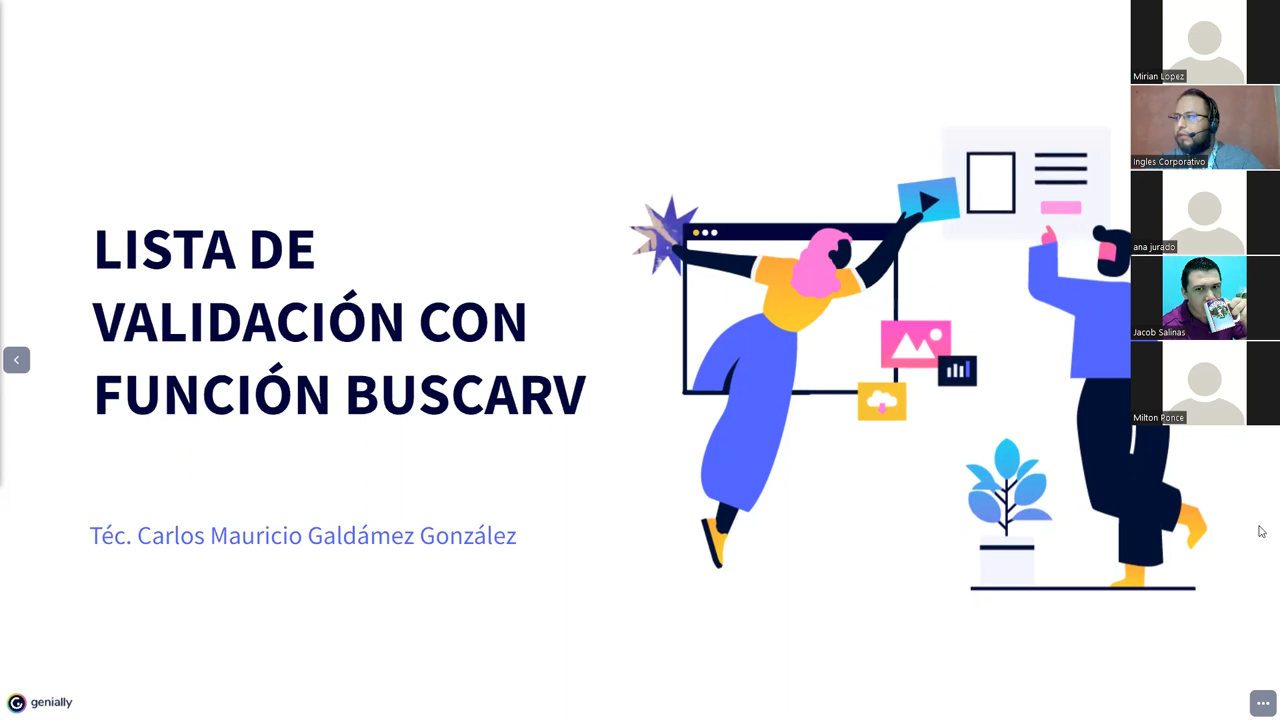 LISTA DE
VALIDACIÓN CON
FUNCIÓN BUSCARV
Téc. Carlos Mauricio Galdámez González
genially
Mirian Lopez
Ingles Corporativo
ana jurado
Jacob Salinas
Milton Ponce